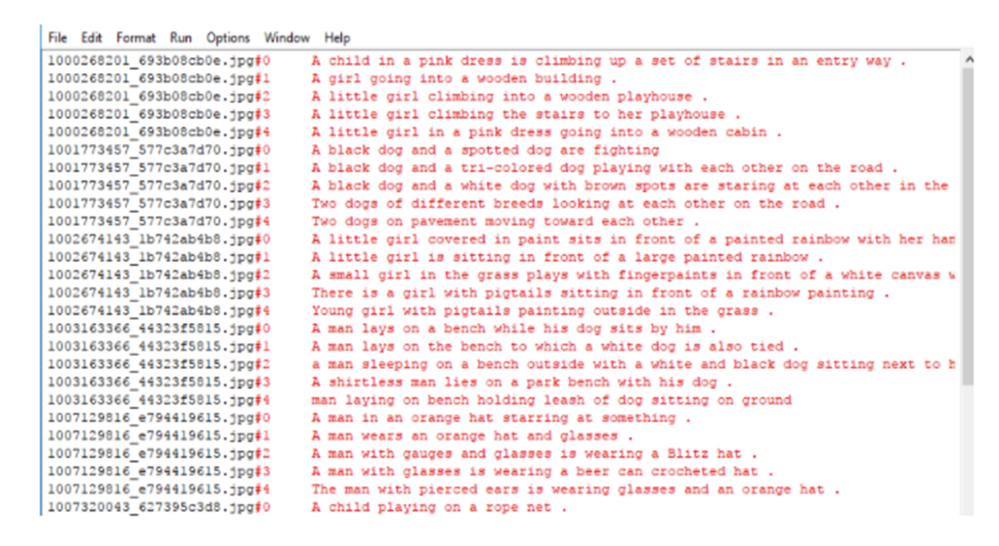 File Edit Format Run Options Window Help
1000268201_693b08cb0e.jpg#0 A child in a pink dress is climbing up a set of stairs in an entry way .
1000268201_693b08cb0e.jpg#1 A girl going into a wooden building .
1000268201_693b08cb0e.jpg#2 A little girl climbing into a wooden playhouse .
1000268201_693b08cb0e.jpg#3 A little girl climbing the stairs to her playhouse .
1000268201_693b08cb0e.jpg#4 A little girl in a pink dress going into a wooden cabin .
1001773457_577c3a7d70.jpg#0 A black dog and a spotted dog are fighting
1001773457_577c3a7d70.jpg#1 A black dog and a tri-colored dog playing with each other on the road .
1001773457_577c3a7d70.jpg#2 A black dog and a white dog with brown spots are staring at each other in the
1001773457_577c3a7d70.jpg#3 Two dogs of different breeds looking at each other on the road .
1001773457_577c3a7d70.jpg#4 Two dogs on pavement moving toward each other .
1002674143_1b742ab4b8.jpg#0 A little girl covered in paint sits in front of a painted rainbow with her han
1002674143_1b742ab4b8.jpg#1 A little girl is sitting in front of a large painted rainbow .
1002674143_1b742ab4b8.jpg#2 A small girl in the grass plays with fingerpaints in front of a white canvas w
1002674143_1b742ab4b8.jpg#3 There is a girl with pigtails sitting in front of a rainbow painting .
1002674143_1b742ab4b8.jpg#4 Young girl with pigtails painting outside in the grass .
1003163366_44323f5815.jpg#0 A man lays on a bench while his dog sits by him .
1003163366_44323f5815.jpg#1 A man lays on the bench to which a white dog is also tied .
1003163366_44323f5815.jpg#2 a man sleeping on a bench outside with a white and black dog sitting next to h
1003163366_44323f5815.jpg#3 A shirtless man lies on a park bench with his dog .
1003163366_44323f5815.jpg#4 man laying on bench holding leash of dog sitting on ground
1007129816_e794419615.jpg#0 A man in an orange hat starring at something .
1007129816_e794419615.jpg#1 A man wears an orange hat and glasses .
1007129816_e794419615.jpg#2 A man with gauges and glasses is wearing a Blitz hat .
1007129816_e794419615.jpg#3 A man with glasses is wearing a beer can crocheted hat .
1007129816_e794419615.jpg#4 The man with pierced ears is wearing glasses and an orange hat .
1007320043_627395c3d8.jpg#0 A child playing on a rope net .